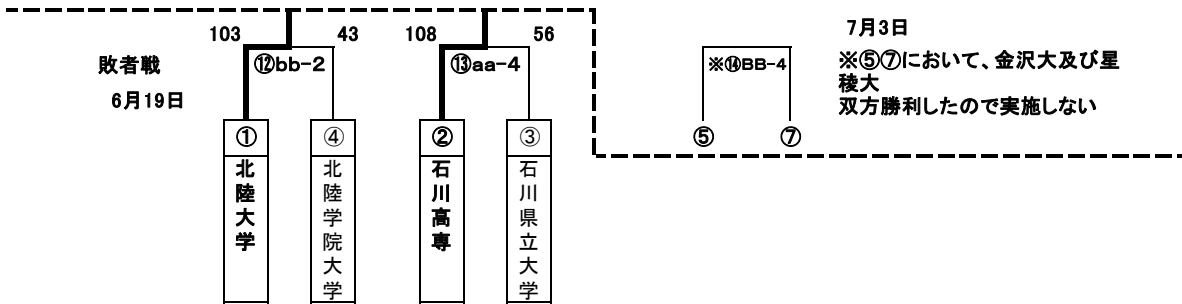 103 43 108 56
敗者戦
6月19日
⑫bb-2
⑬aa-4
① ④ ② ③
北陸大学
北陸学院大学
石川高専
石川県立大学
7月3日
※⑭BB-4
⑤ ⑦
※⑤⑦において、金沢大及び星
稜大
双方勝利したので実施しない